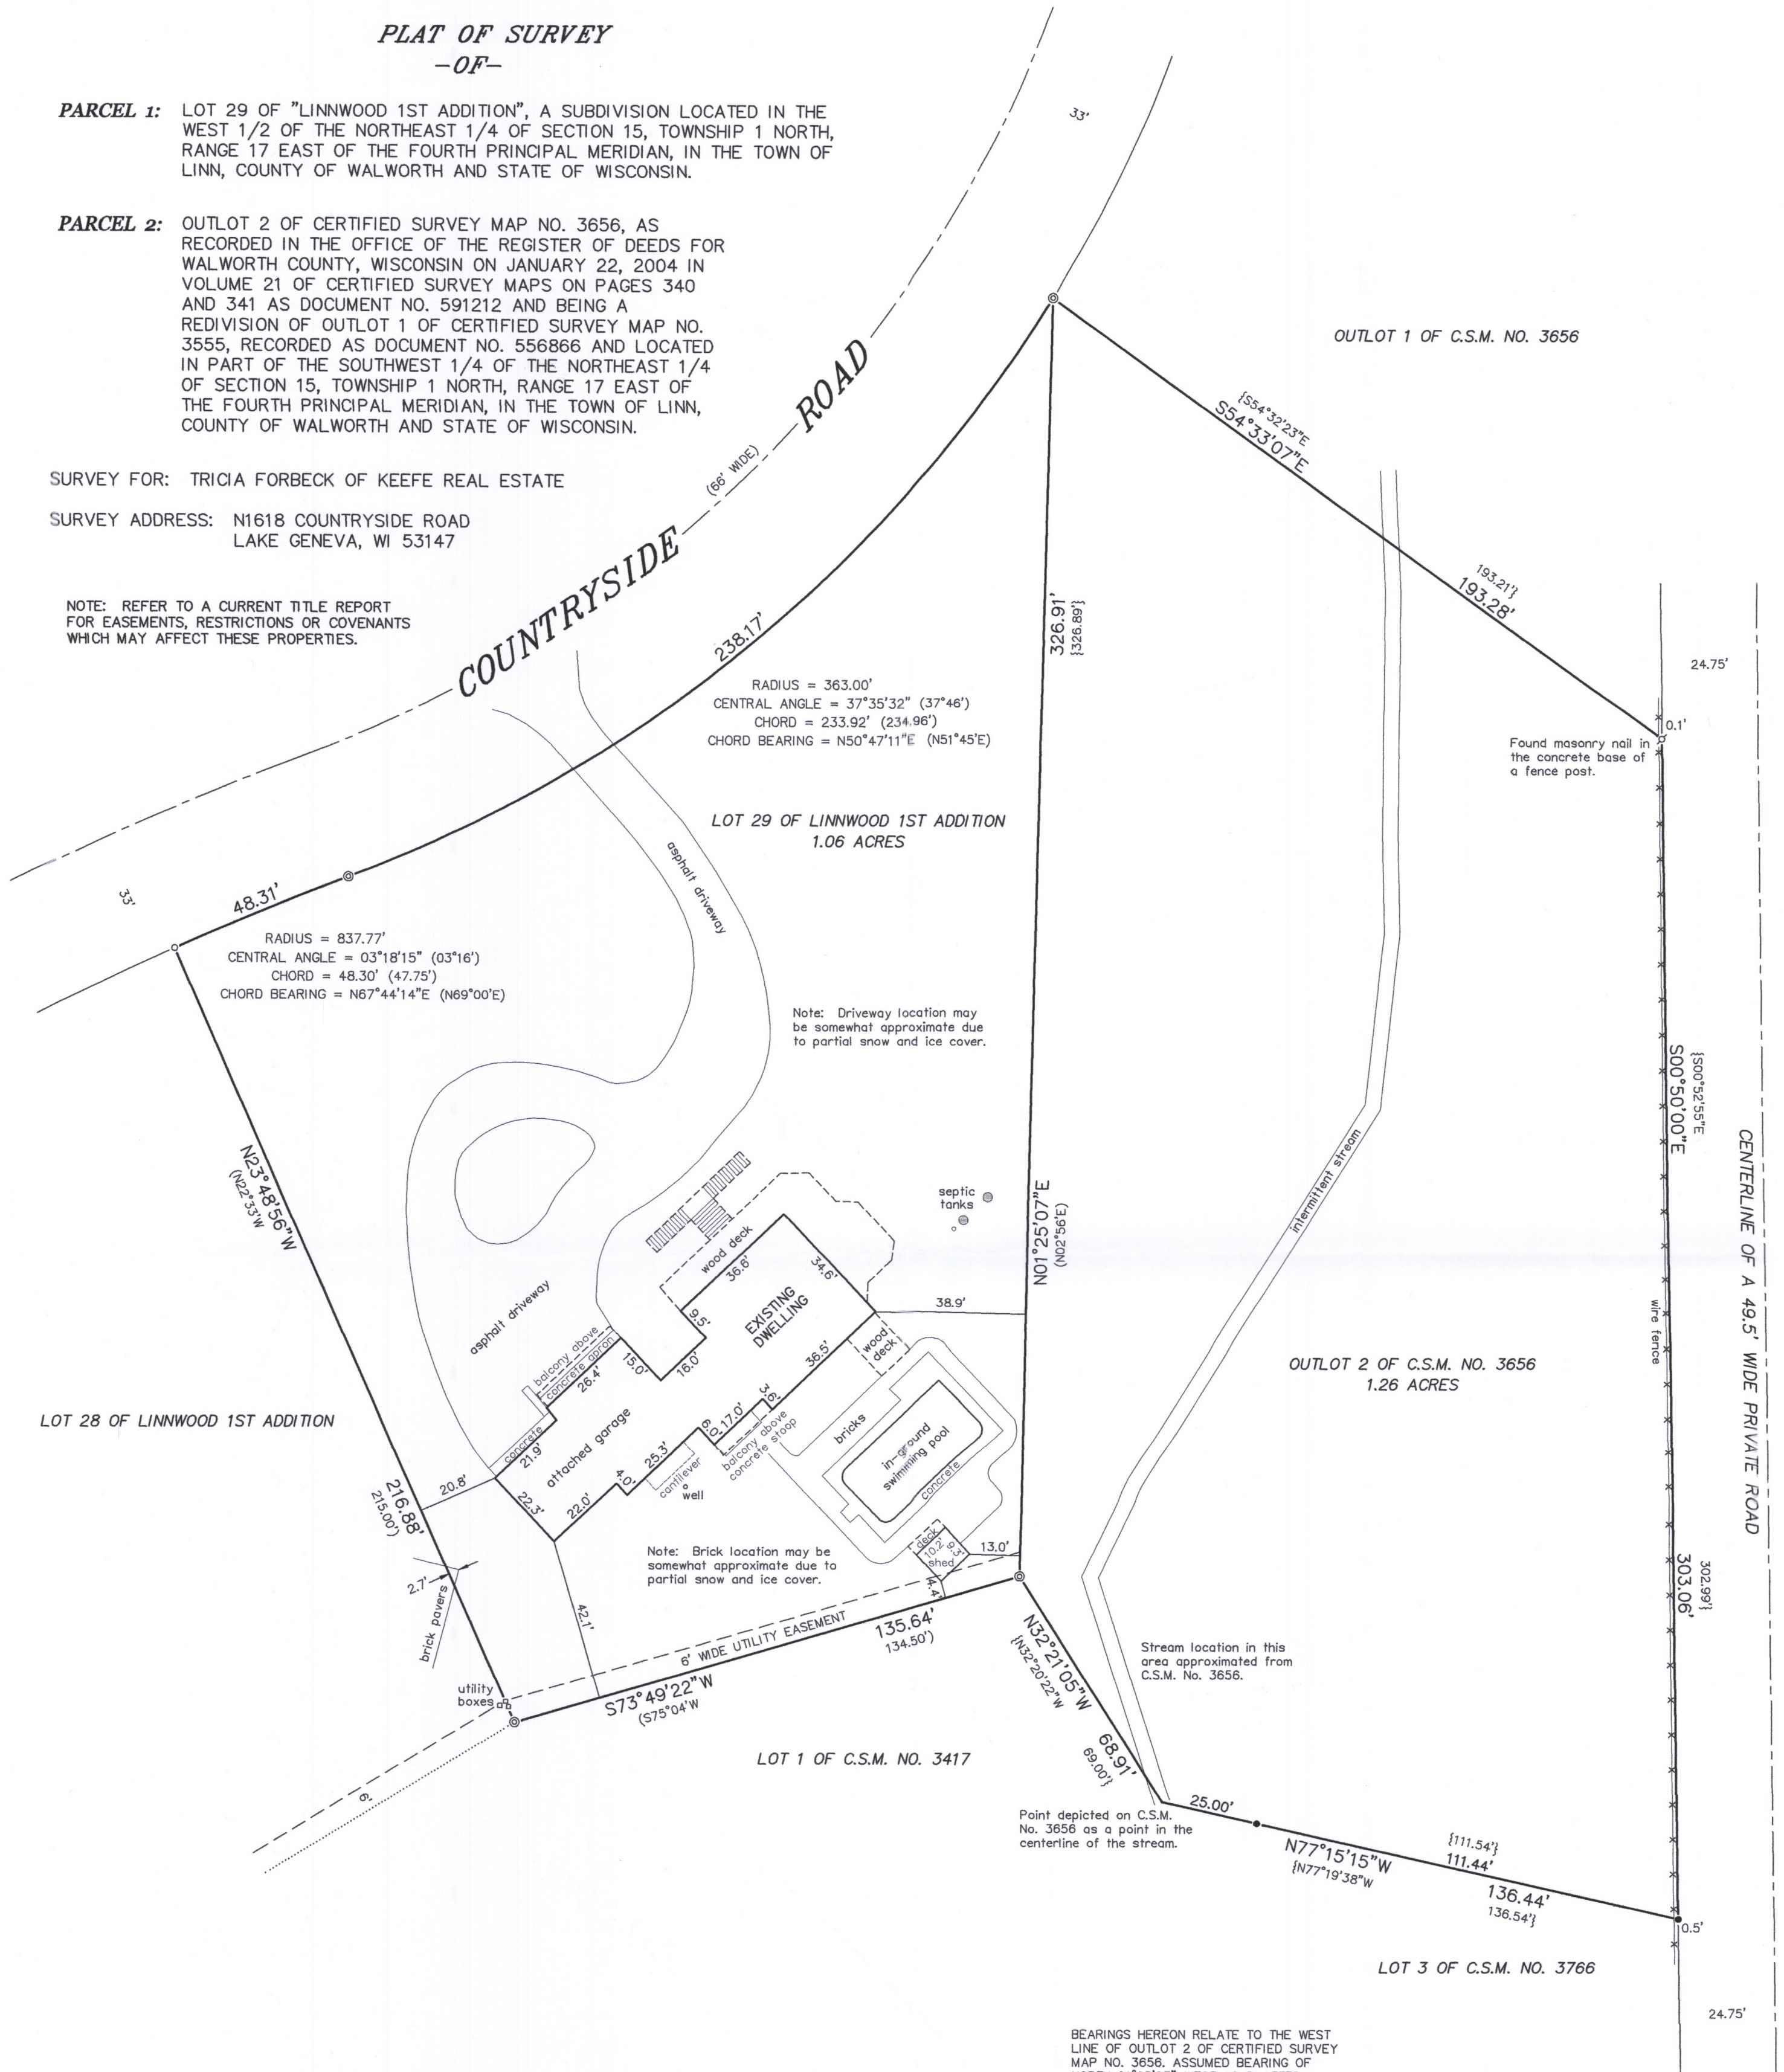 PLAT OF SURVEY
-OF-
PARCEL 1: LOT 29 OF "LINNWOOD 1ST ADDITION", A SUBDIVISION LOCATED IN THE
WEST 1/2 OF THE NORTHEAST 1/4 OF SECTION 15, TOWNSHIP 1 NORTH,
RANGE 17 EAST OF THE FOURTH PRINCIPAL MERIDIAN, IN THE TOWN OF
LINN, COUNTY OF WALWORTH AND STATE OF WISCONSIN.
PARCEL 2: OUTLOT 2 OF CERTIFIED SURVEY MAP NO. 3656, AS
RECORDED IN THE OFFICE OF THE REGISTER OF DEEDS FOR
WALWORTH COUNTY, WISCONSIN ON JANUARY 22, 2004 IN
VOLUME 21 OF CERTIFIED SURVEY MAPS ON PAGES 340
AND 341 AS DOCUMENT NO. 591212 AND BEING A
REDIVISION OF OUTLOT 1 OF CERTIFIED SURVEY MAP NO.
3555, RECORDED AS DOCUMENT NO. 556866 AND LOCATED
IN PART OF THE SOUTHWEST 1/4 OF THE NORTHEAST 1/4
OF SECTION 15, TOWNSHIP 1 NORTH, RANGE 17 EAST OF
THE FOURTH PRINCIPAL MERIDIAN, IN THE TOWN OF LINN,
COUNTY OF WALWORTH AND STATE OF WISCONSIN.
SURVEY FOR: TRICIA FORBECK OF KEEFE REAL ESTATE
SURVEY ADDRESS: N1618 COUNTRYSIDE ROAD
LAKE GENEVA, WI 53147
NOTE: REFER TO A CURRENT TITLE REPORT
FOR EASEMENTS, RESTRICTIONS OR COVENANTS
WHICH MAY AFFECT THESE PROPERTIES.
33'
COUNTRYSIDE (66' WIDE) ROAD
OUTLOT 1 OF C.S.M. NO. 3656
{S54°32'23"E
S54°33'07"E
193.21'}
193.28'
24.75'
0.1'
Found masonry nail in
the concrete base of
a fence post.
326.91'
{326.89'}
238.17'
RADIUS = 363.00'
CENTRAL ANGLE = 37°35'32" (37°46')
CHORD = 233.92' (234.96')
CHORD BEARING = N50°47'11"E (N51°45'E)
LOT 29 OF LINNWOOD 1ST ADDITION
1.06 ACRES
asphalt driveway
33'
48.31'
RADIUS = 837.77'
CENTRAL ANGLE = 03°18'15" (03°16')
CHORD = 48.30' (47.75')
CHORD BEARING = N67°44'14"E (N69°00'E)
Note: Driveway location may
be somewhat approximate due
to partial snow and ice cover.
N23°48'56"W
(N22°33'W
216.88'
215.00')
N01°25'07"E
(N02°56'E)
septic
tanks
38.9'
wood deck
36.6'
34.6'
9.5'
EXISTING
DWELLING
16.0'
15.0'
36.5'
wood
deck
asphalt driveway
balcony above
concrete apron
26.4'
concrete
21.9'
attached garage
22.3'
22.0'
4.0'
25.3'
6.0'
17.0'
3.6'
balcony above
concrete stoop
cantilever
well
bricks
in-ground
swimming pool
concrete
deck
10.2'
9.3'
shed
13.0'
4.4'
20.8'
LOT 28 OF LINNWOOD 1ST ADDITION
2.7'
brick pavers
42.1'
Note: Brick location may be
somewhat approximate due to
partial snow and ice cover.
6' WIDE UTILITY EASEMENT
135.64'
134.50')
S73°49'22"W
(S75°04'W
utility
boxes
6'
LOT 1 OF C.S.M. NO. 3417
intermittent stream
OUTLOT 2 OF C.S.M. NO. 3656
1.26 ACRES
wire fence
{S00°52'55"E
S00°50'00"E
302.99'}
303.06'
CENTERLINE OF A 49.5' WIDE PRIVATE ROAD
N32°21'05"W
{N32°20'22"W
68.91'
69.00'}
Stream location in this
area approximated from
C.S.M. No. 3656.
Point depicted on C.S.M.
No. 3656 as a point in the
centerline of the stream.
25.00'
N77°15'15"W
{N77°19'38"W
{111.54'}
111.44'
136.44'
136.54'}
0.5'
LOT 3 OF C.S.M. NO. 3766
24.75'
BEARINGS HEREON RELATE TO THE WEST
LINE OF OUTLOT 2 OF CERTIFIED SURVEY
MAP NO. 3656. ASSUMED BEARING OF